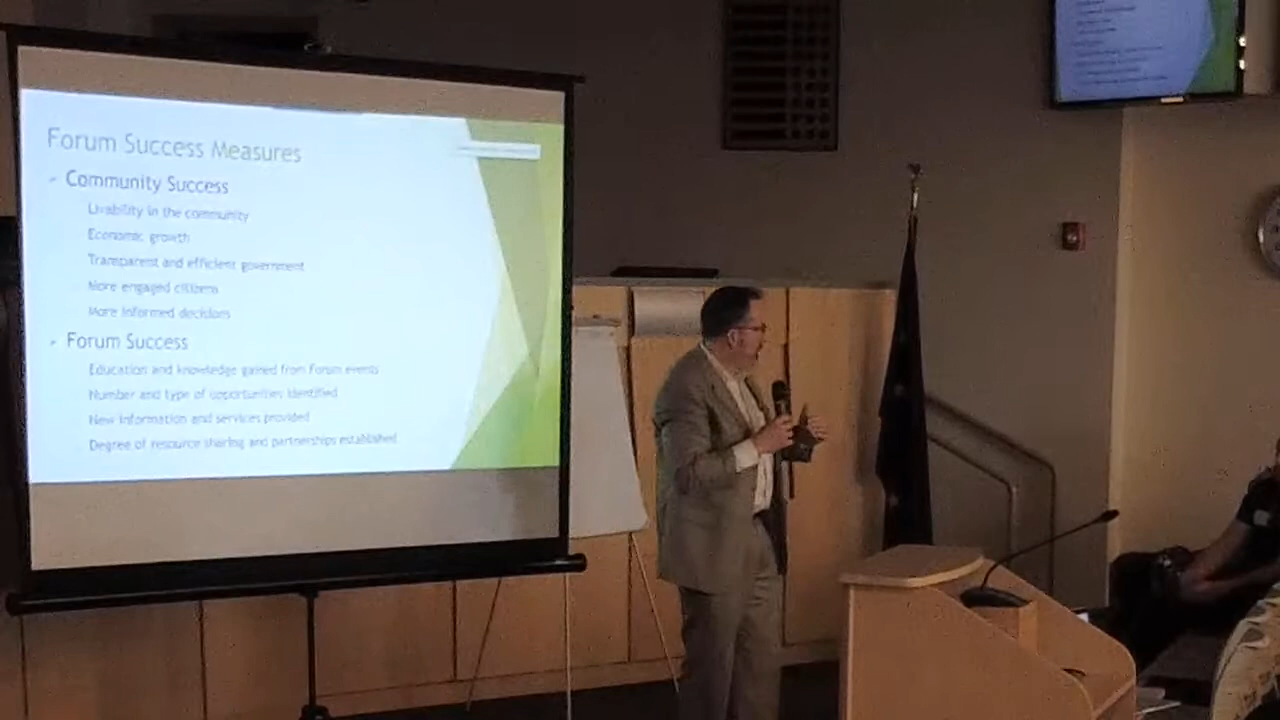 Forum Success Measures
Community Success
Livability in the community
Economic growth
Transparent and efficient government
More engaged citizens
More informed decisions
Forum Success
Education and knowledge gained from Forum events
Number and type of opportunities identified
New information and services provided
Degree of resource sharing and partnerships established